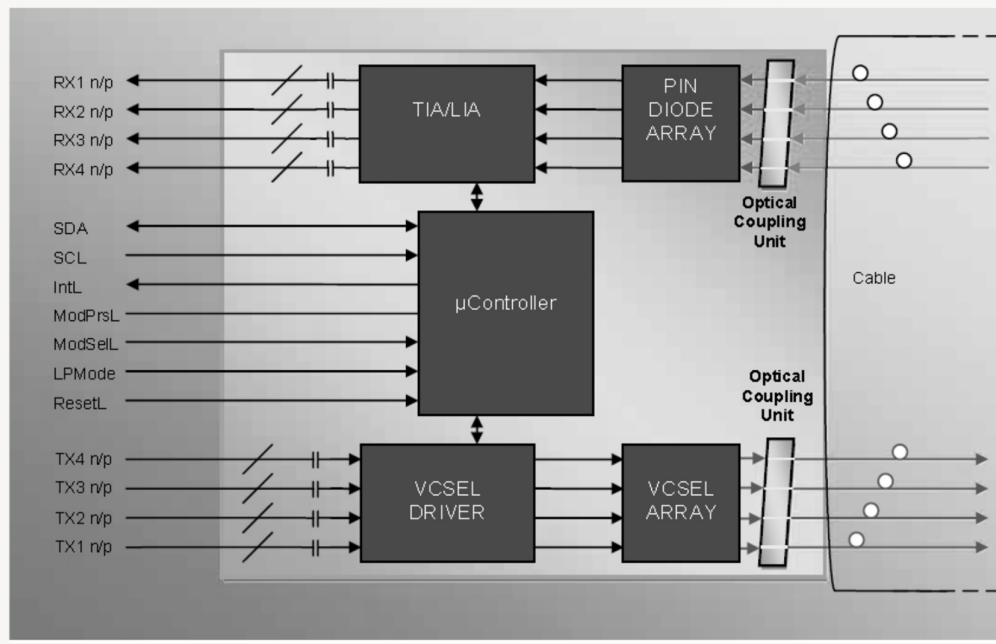 RX1 n/p
RX2 n/p
RX3 n/p
RX4 n/p
TIA/LIA
PIN
DIODE
ARRAY
Optical
Coupling
Unit
SDA
SCL
IntL
ModPrsL
ModSelL
LPMode
ResetL
µController
Cable
Optical
Coupling
Unit
TX4 n/p
TX3 n/p
TX2 n/p
TX1 n/p
VCSEL
DRIVER
VCSEL
ARRAY